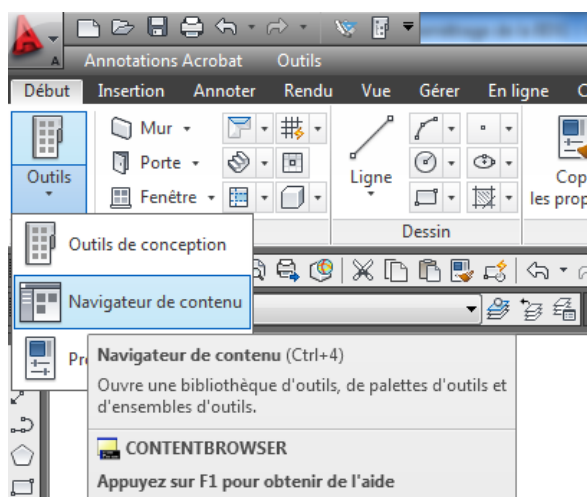 A
Annotations Acrobat Outils
Début Insertion Annoter Rendu Vue Gérer En ligne
Outils
Mur
Porte
Fenêtre
Ligne
les prop
Dessin
Outils de conception
Navigateur de contenu
Navigateur de contenu (Ctrl+4)
Ouvre une bibliothèque d'outils, de palettes d'outils et
d'ensembles d'outils.
CONTENTBROWSER
Appuyez sur F1 pour obtenir de l'aide